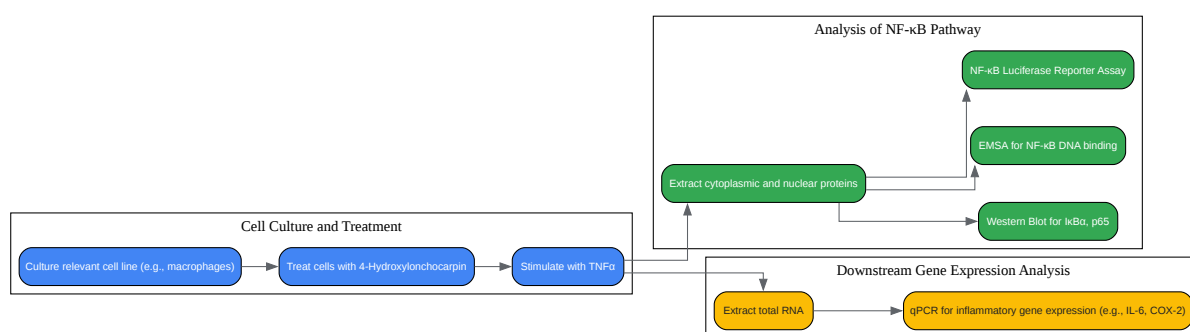 Cell Culture and Treatment
Culture relevant cell line (e.g., macrophages)
Treat cells with 4-Hydroxylonchocarpin
Stimulate with TNFα
Analysis of NF-κB Pathway
Extract cytoplasmic and nuclear proteins
NF-κB Luciferase Reporter Assay
EMSA for NF-κB DNA binding
Western Blot for IκBα, p65
Downstream Gene Expression Analysis
Extract total RNA
qPCR for inflammatory gene expression (e.g., IL-6, COX-2)